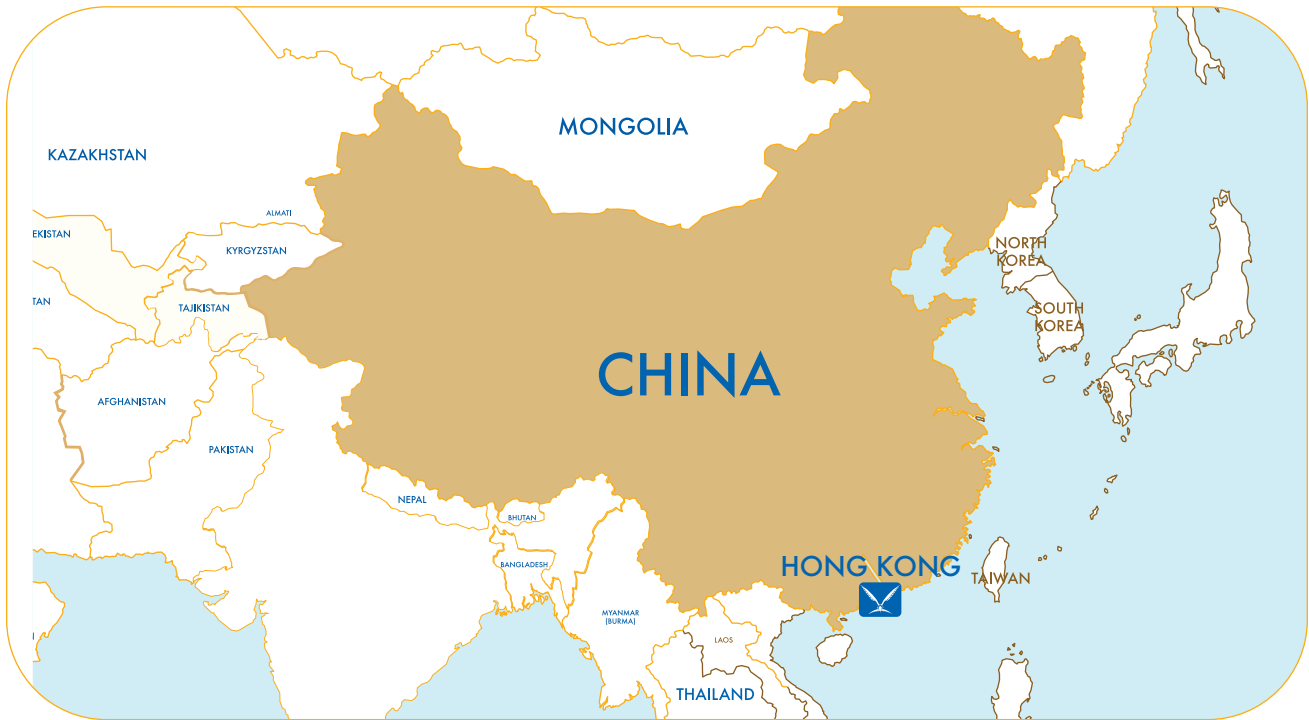 MONGOLIA
KAZAKHSTAN
ALMATI
EKISTAN
KYRGYZSTAN
NORTH
KOREA
TAN
TAJIKISTAN
SOUTH
KOREA
CHINA
AFGHANISTAN
PAKISTAN
NEPAL
BHUTAN
BANGLADESH
HONG KONG
TAIWAN
MYANMAR
(BURMA)
LAOS
THAILAND